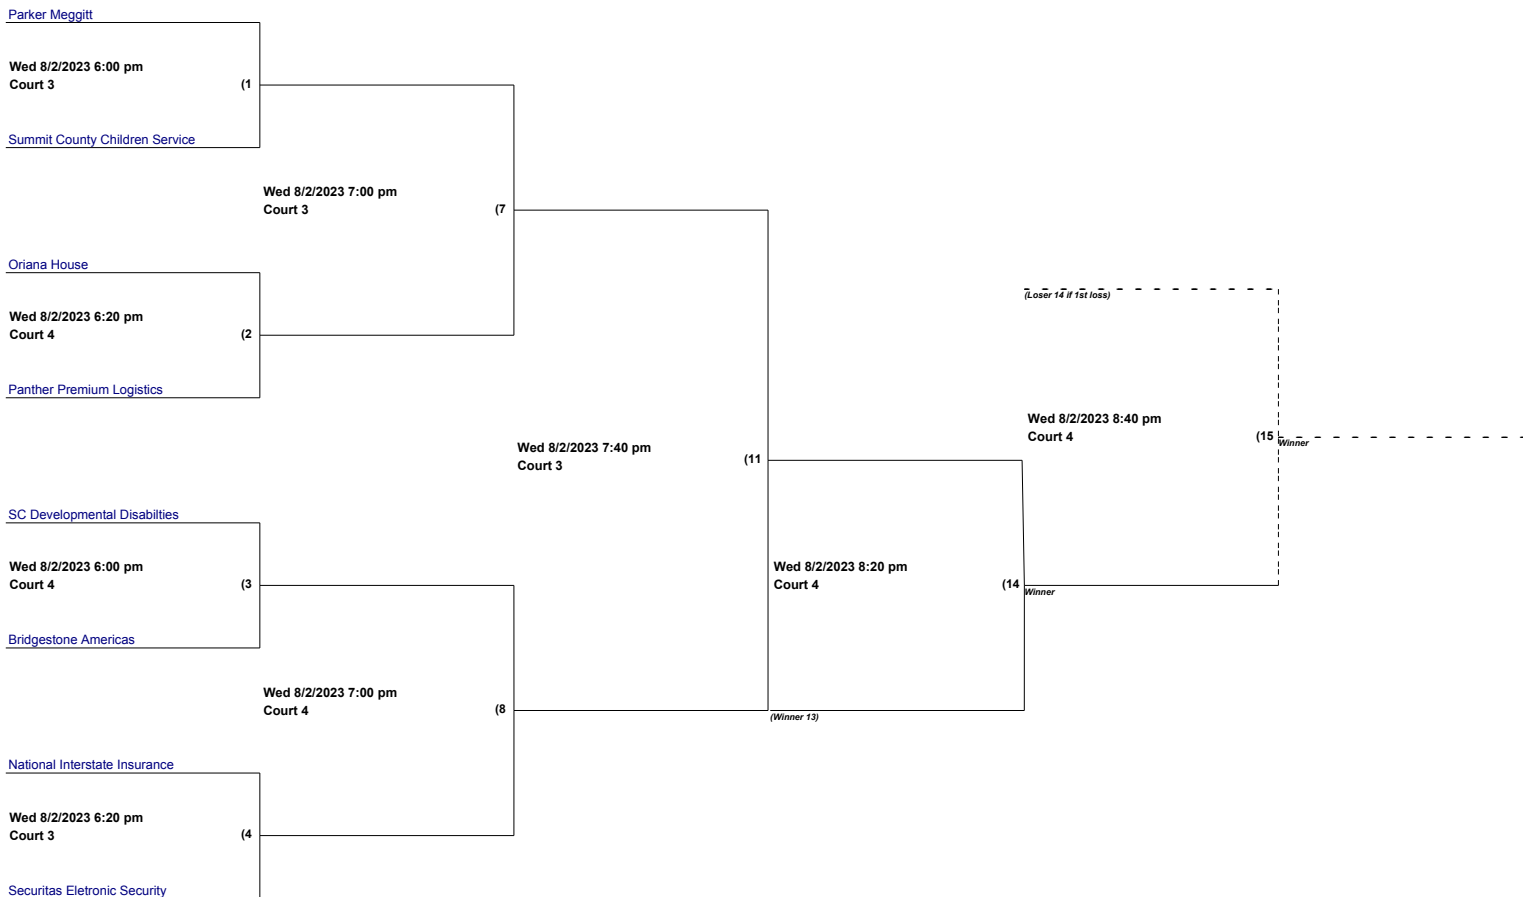 Parker Meggitt
Wed 8/2/2023 6:00 pm
Court 3
(1
Summit County Children Service
Wed 8/2/2023 7:00 pm
Court 3
(7
Oriana House
Wed 8/2/2023 6:20 pm
Court 4
(2
Panther Premium Logistics
(Loser 14 if 1st loss)
Wed 8/2/2023 8:40 pm
Court 4
(15
Winner
Wed 8/2/2023 7:40 pm
Court 3
(11
SC Developmental Disabilties
Wed 8/2/2023 6:00 pm
Court 4
(3
Wed 8/2/2023 8:20 pm
Court 4
(14
Winner
Bridgestone Americas
Wed 8/2/2023 7:00 pm
Court 4
(8
(Winner 13)
National Interstate Insurance
Wed 8/2/2023 6:20 pm
Court 3
(4
Securitas Eletronic Security